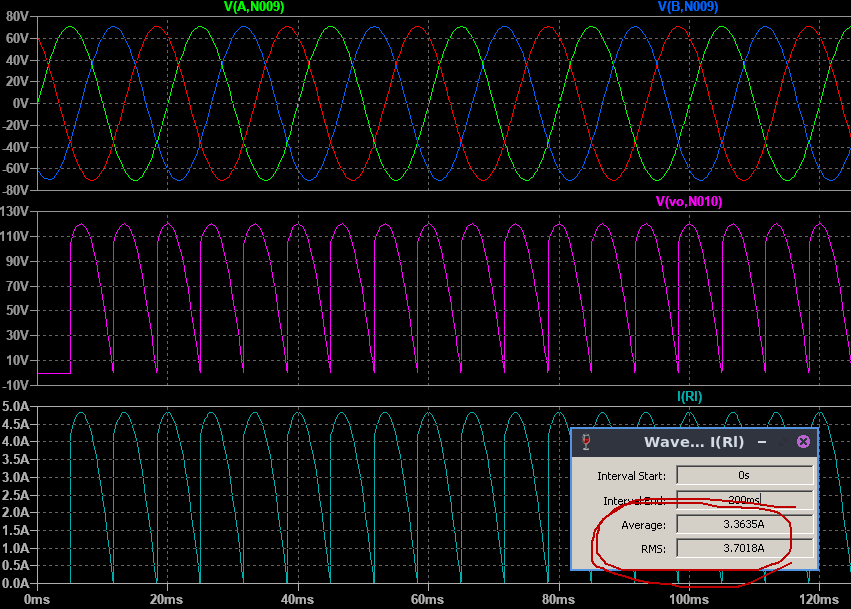 V(A,N009) V(B,N009)
80V
60V
40V
20V
0V
-20V
-40V
-60V
-80V
V(vo,N010)
130V
110V
90V
70V
50V
30V
10V
-10V
I(Rl)
5.0A
4.5A
4.0A
3.5A
3.0A
2.5A
2.0A
1.5A
1.0A
0.5A
0.0A
Wave... I(Rl)
Interval Start: 0s
Interval End: 200ms
Average: 3.3635A
RMS: 3.7018A
0ms 20ms 40ms 60ms 80ms 100ms 120ms